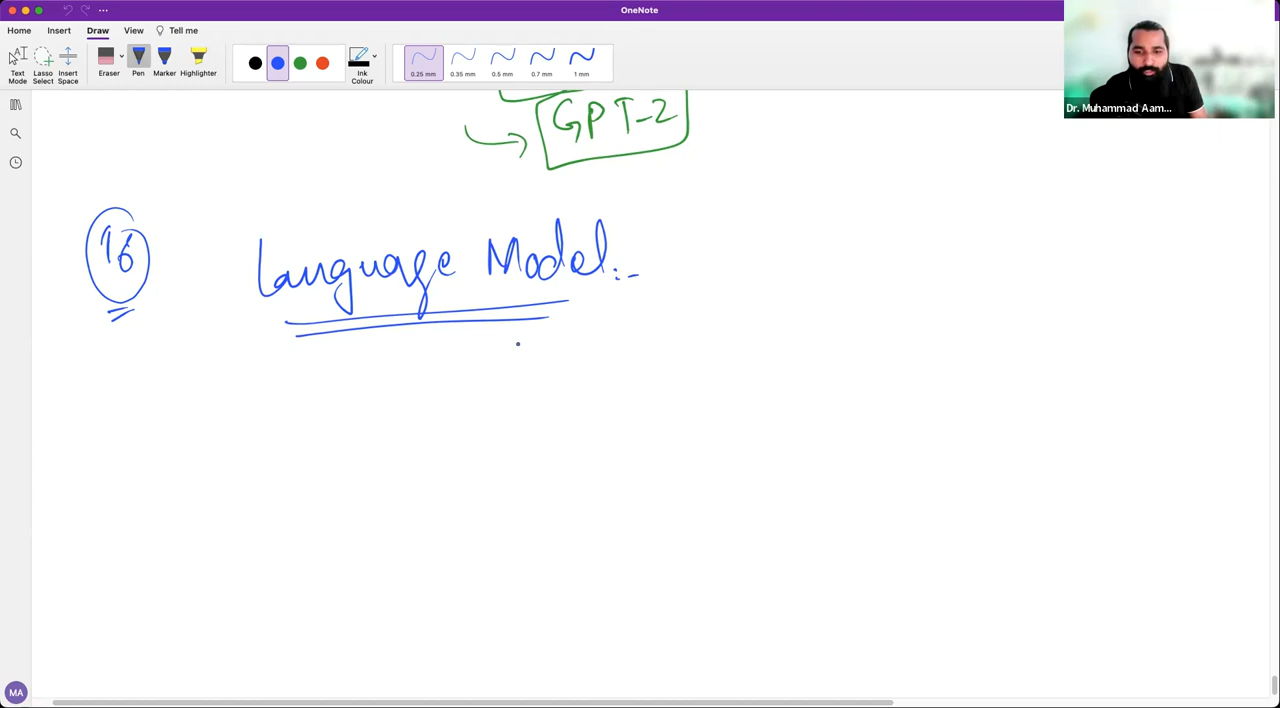 OneNote
Home Insert Draw View Tell me
Text Mode
Lasso Select
Insert Space
Eraser
Pen
Marker
Highlighter
Ink Colour
0.25 mm
0.35 mm
0.5 mm
0.7 mm
1 mm
Dr. Muhammad Aam...
GPT-2
16 Language Model:-
MA